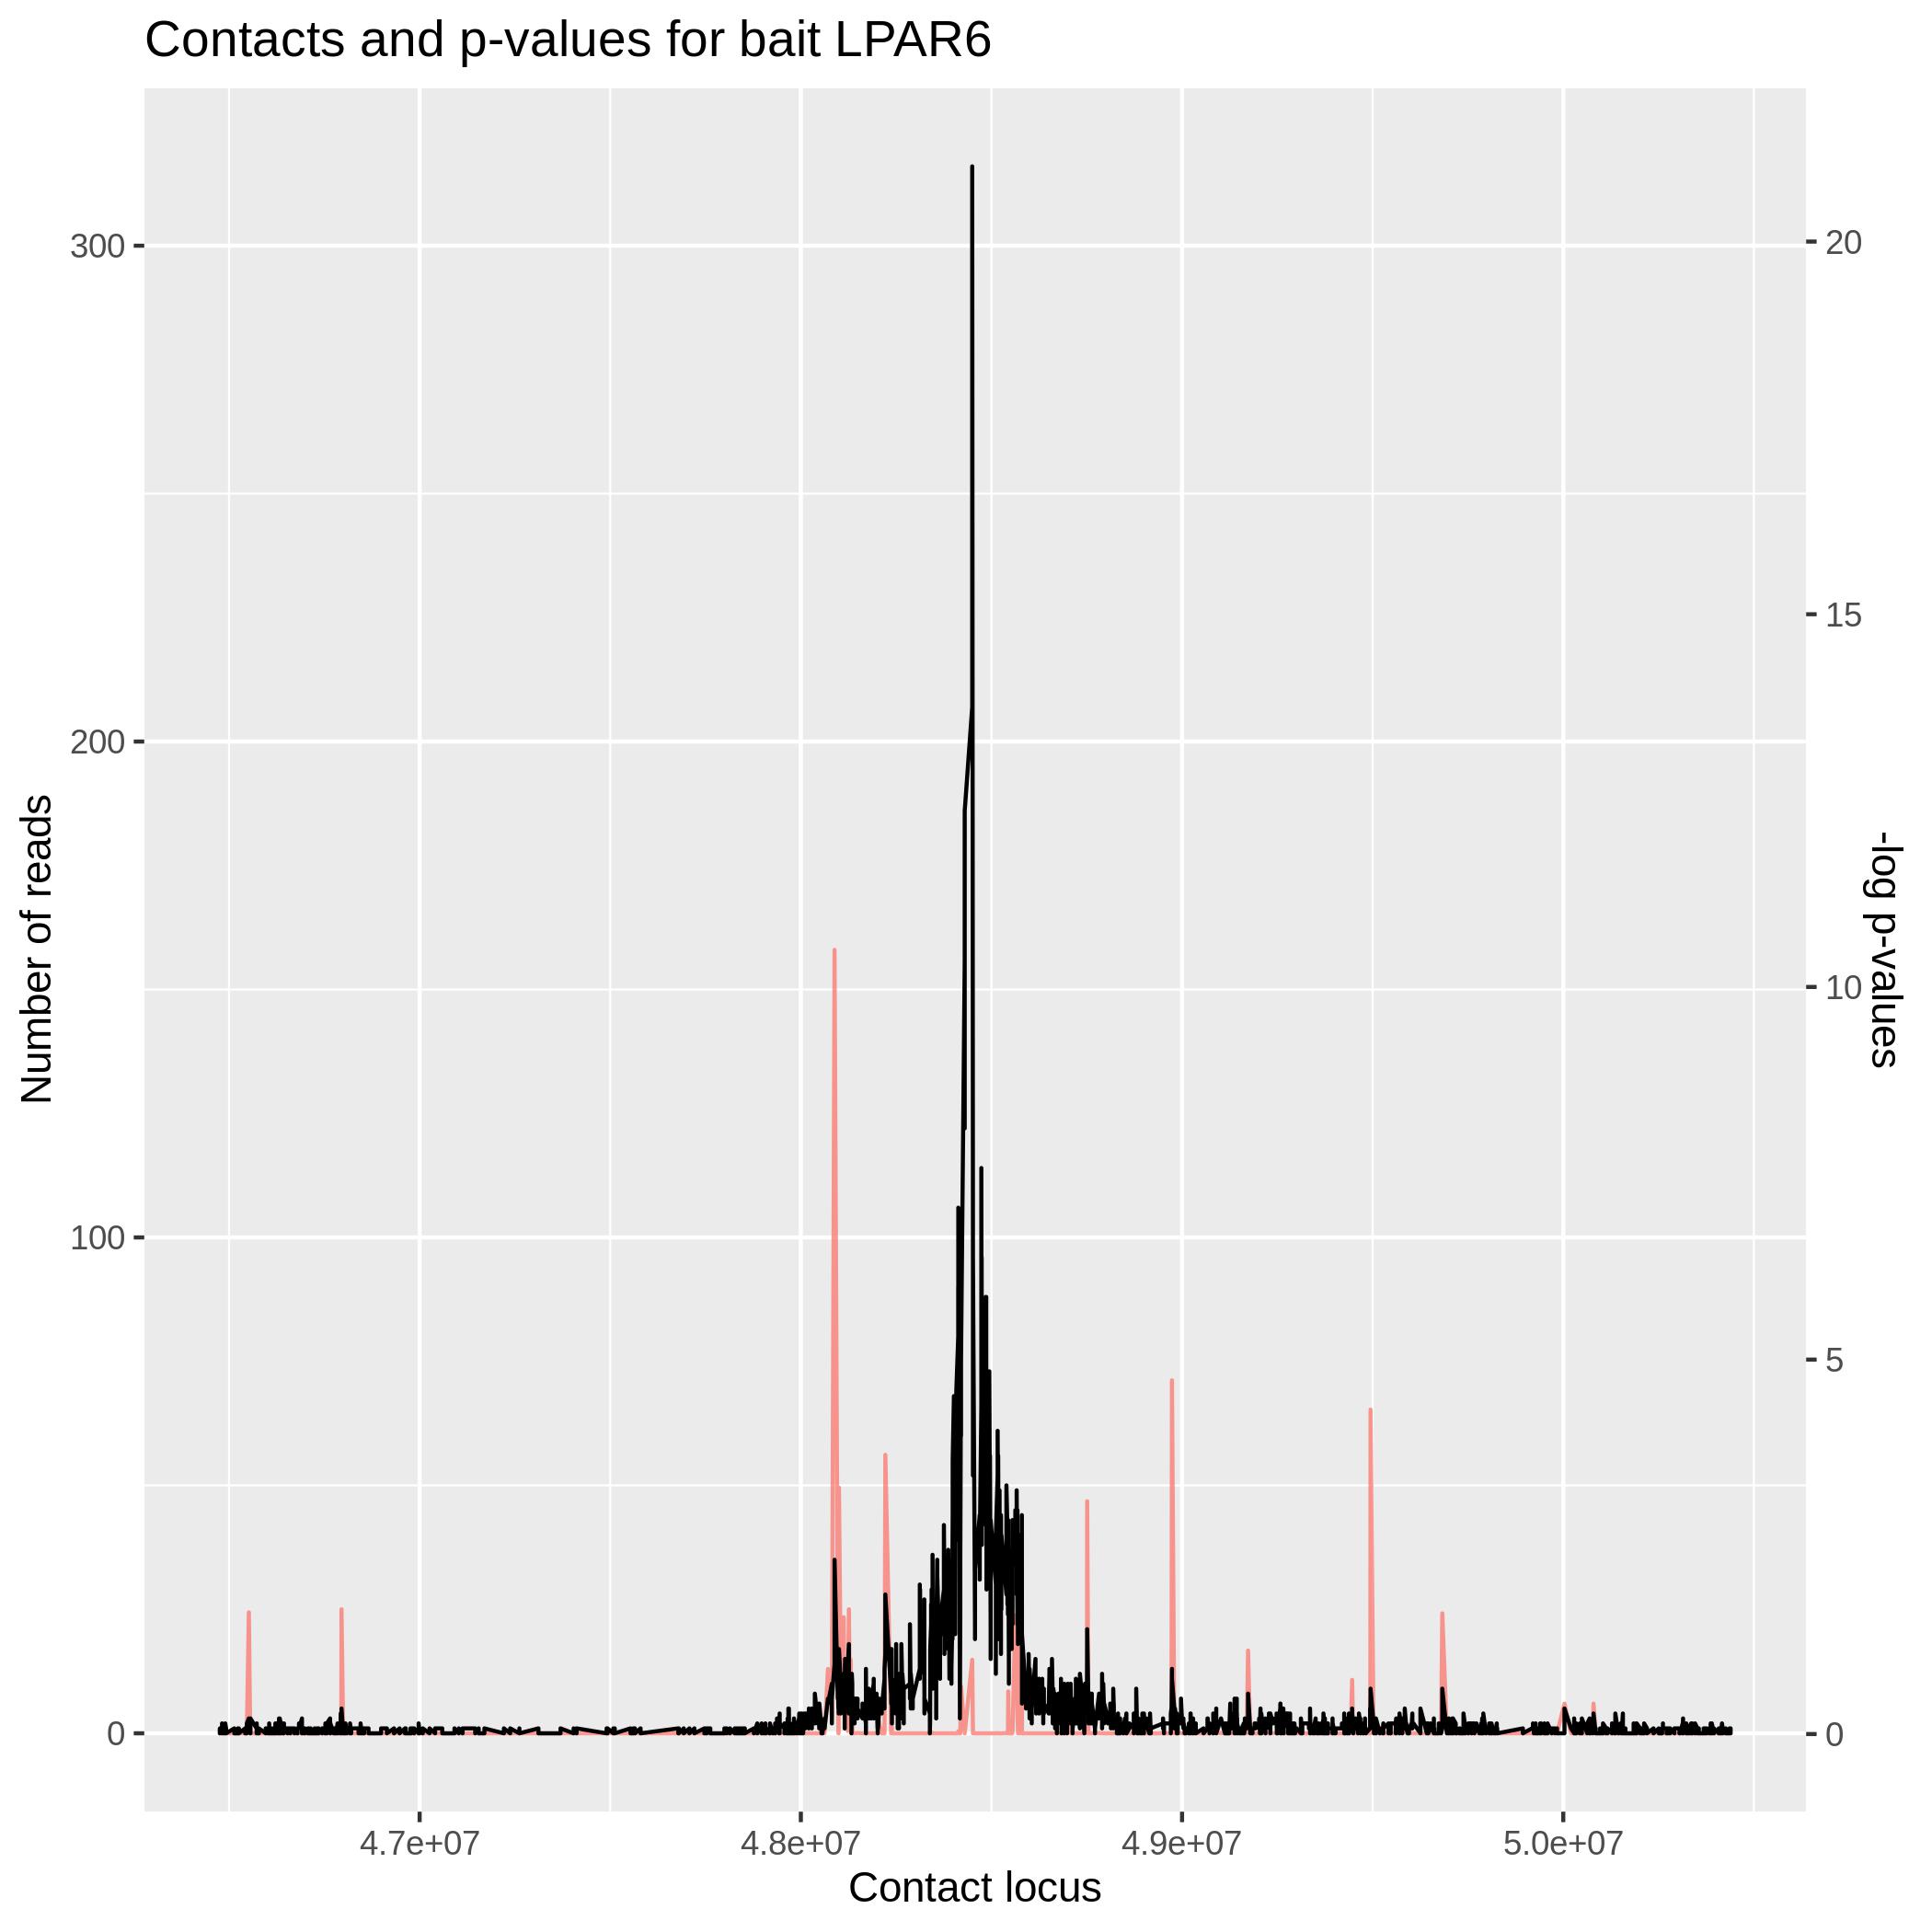 Contacts and p-values for bait LPAR6
Number of reads
300
200
100
0
20
15
10
5
0
-log p-values
4.7e+07
4.8e+07
4.9e+07
5.0e+07
Contact locus